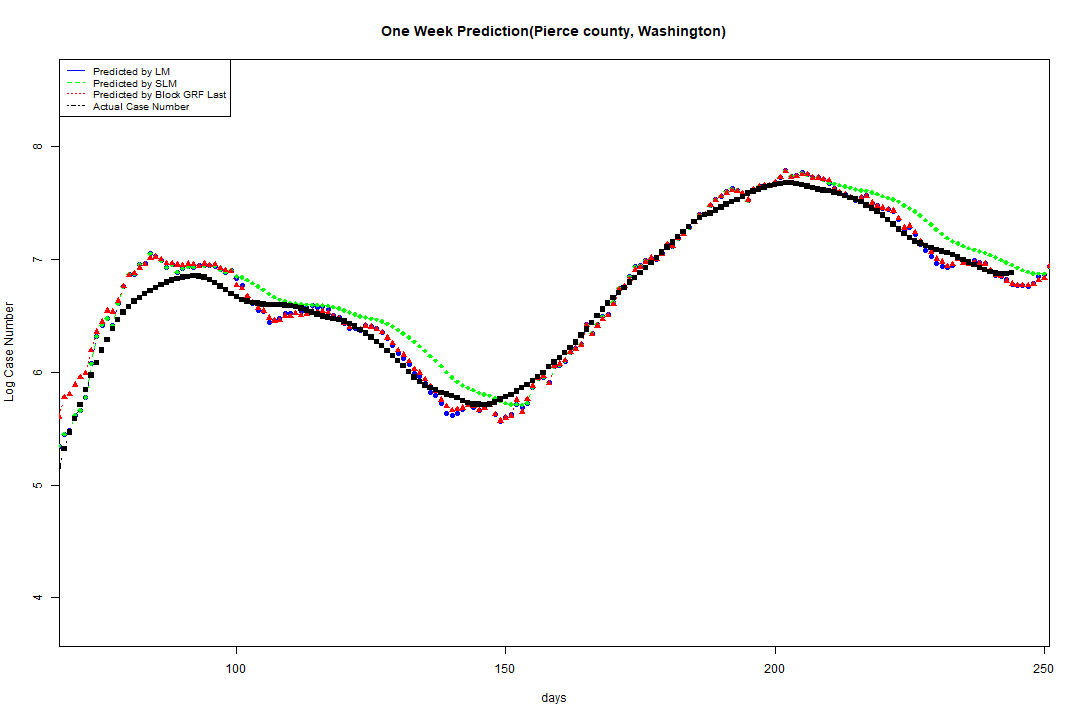 One Week Prediction(Pierce county, Washington)
Predicted by LM
Predicted by SLM
Predicted by Block GRF Last
Actual Case Number
8
7
6
5
4
Log Case Number
100 150 200 250
days